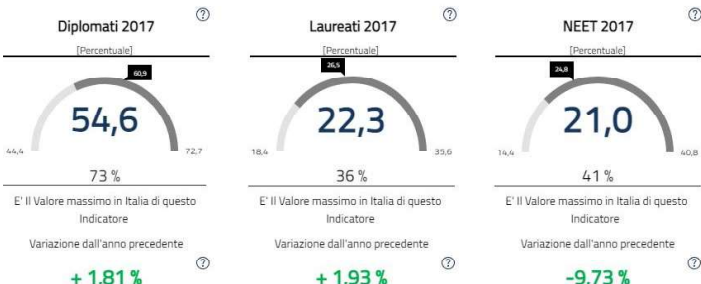 Diplomati 2017
[Percentuale]
60,9
54,6
44,4
72,7
73 %
E' Il Valore massimo in Italia di questo
Indicatore
Variazione dall'anno precedente
+ 1.81 %
Laureati 2017
[Percentuale]
26,5
22,3
18,4
35,6
36 %
E' Il Valore massimo in Italia di questo
Indicatore
Variazione dall'anno precedente
+ 1.93 %
NEET 2017
[Percentuale]
24,8
21,0
14,4
40,8
41 %
E' Il Valore massimo in Italia di questo
Indicatore
Variazione dall'anno precedente
-9.73 %